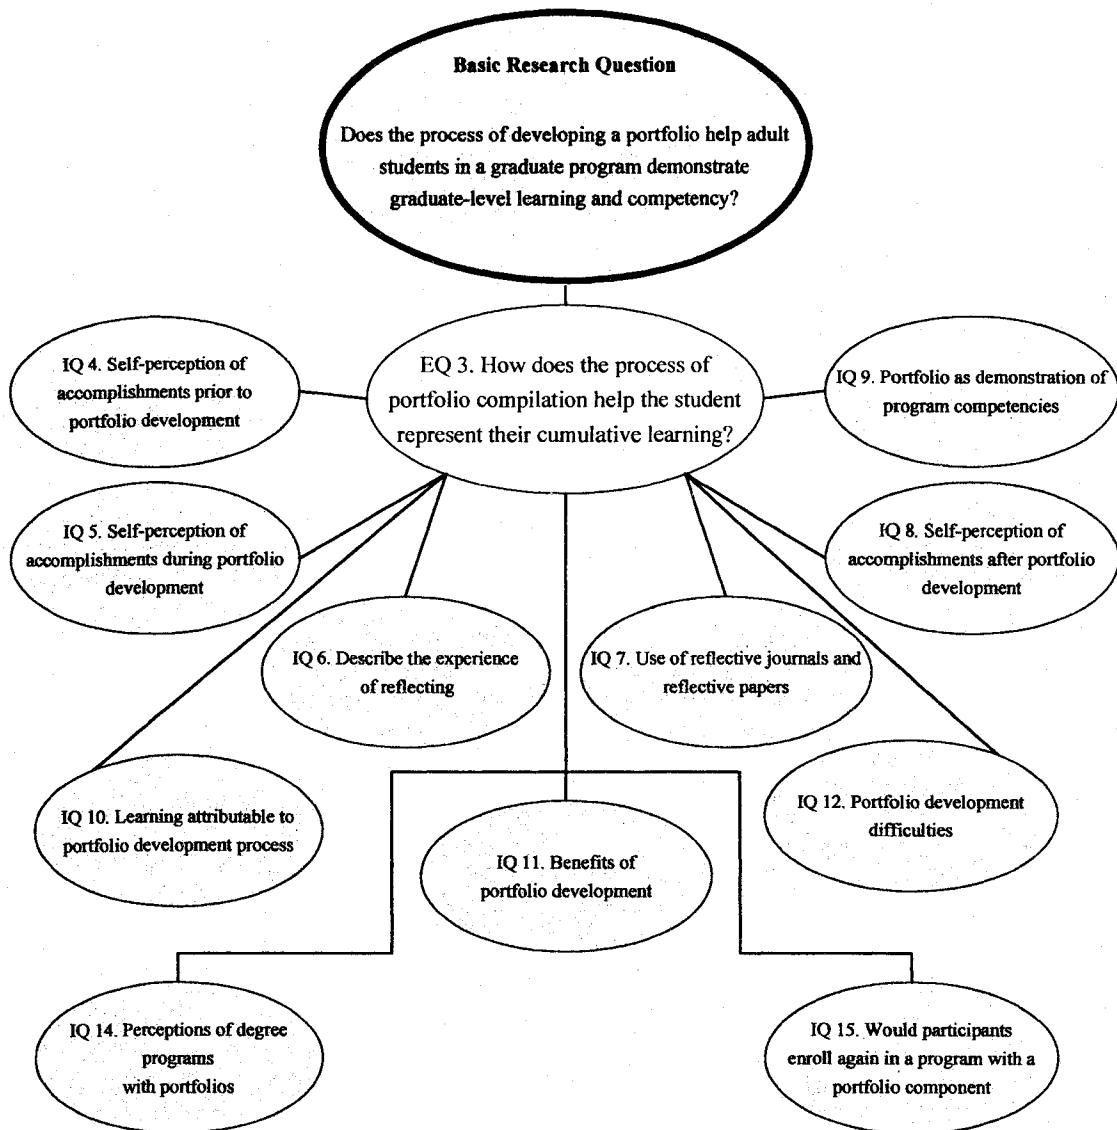 Basic Research Question
Does the process of developing a portfolio help adult
students in a graduate program demonstrate
graduate-level learning and competency?
EQ 3. How does the process of
portfolio compilation help the student
represent their cumulative learning?
IQ 4. Self-perception of
accomplishments prior to
portfolio development
IQ 9. Portfolio as demonstration of
program competencies
IQ 5. Self-perception of
accomplishments during portfolio
development
IQ 8. Self-perception of
accomplishments after portfolio
development
IQ 6. Describe the experience
of reflecting
IQ 7. Use of reflective journals and
reflective papers
IQ 10. Learning attributable to
portfolio development process
IQ 12. Portfolio development
difficulties
IQ 11. Benefits of
portfolio development
IQ 14. Perceptions of degree
programs
with portfolios
IQ 15. Would participants
enroll again in a program with a
portfolio component